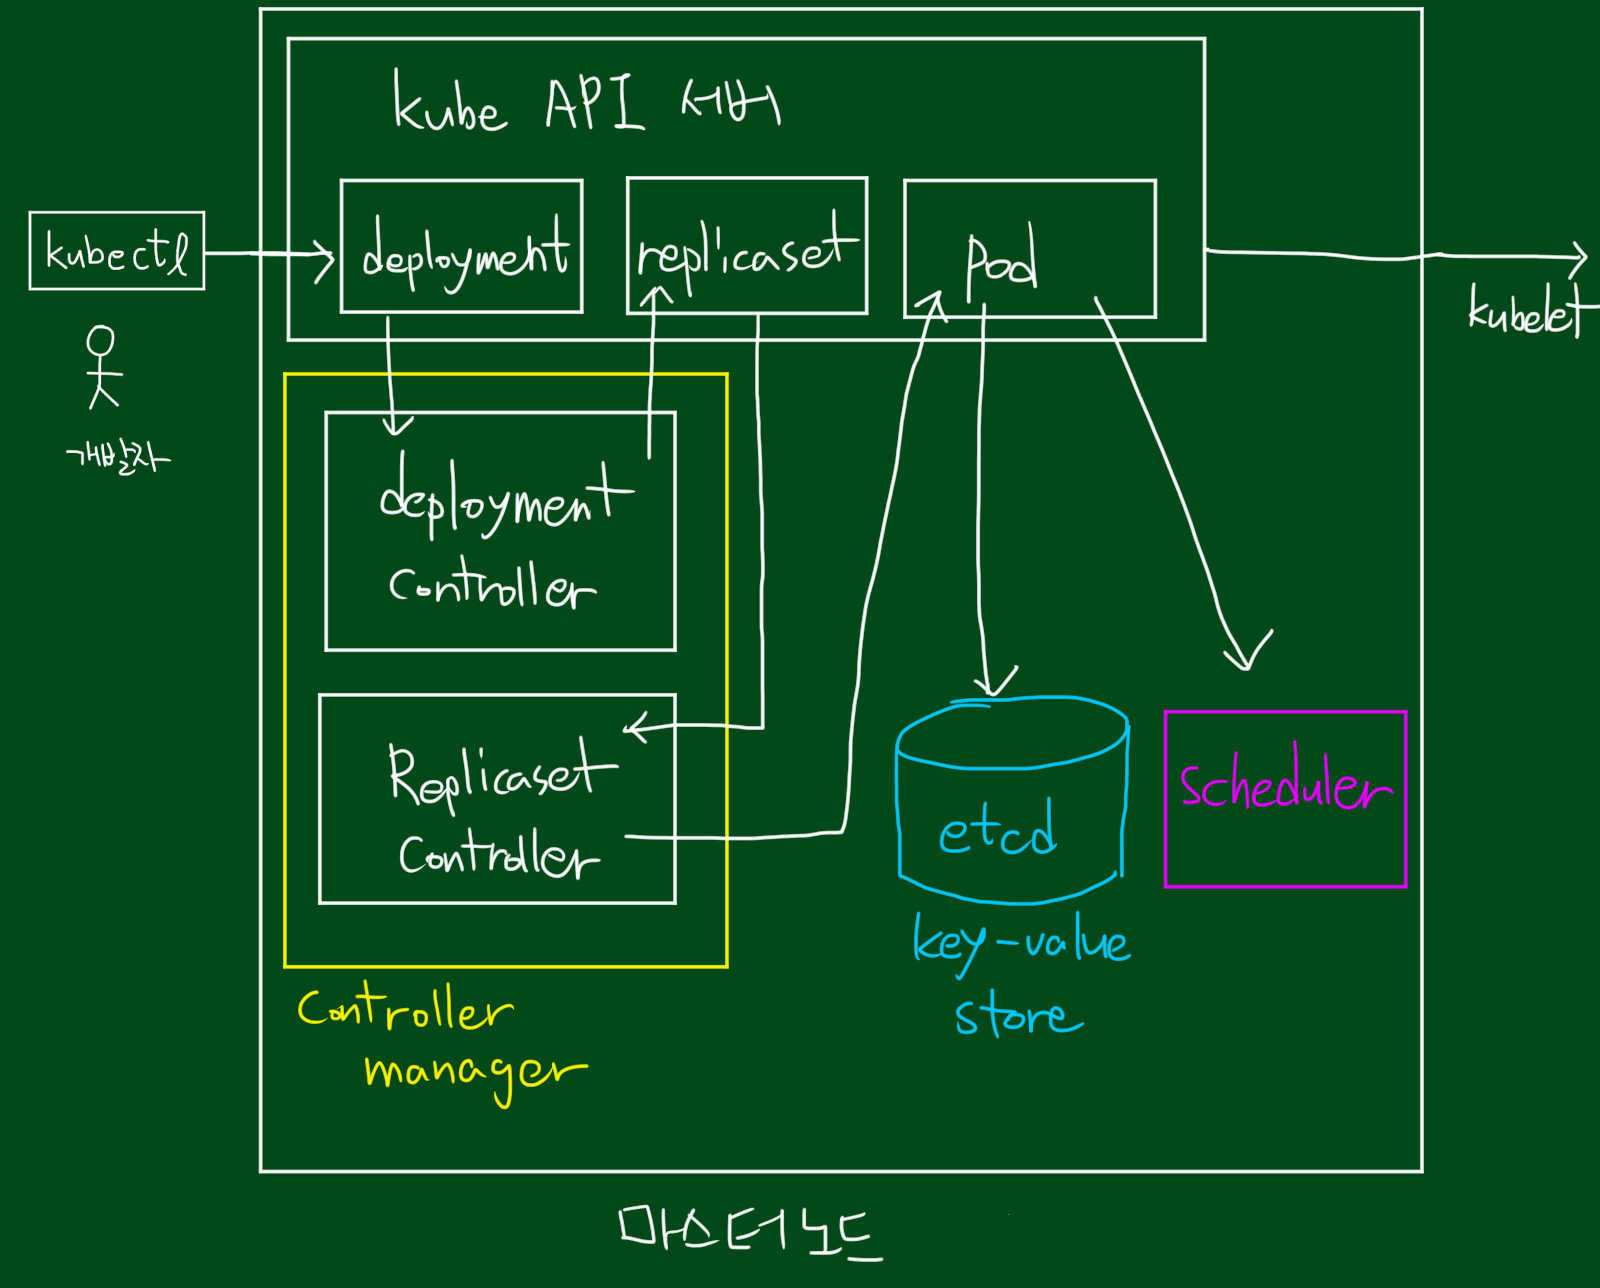 kube API 서버
kubectl
deployment
replicaset
pod
kubelet
개발자
deployment
controller
Replicaset
Controller
scheduler
etcd
key-value
store
Controller
manager
마스터노드